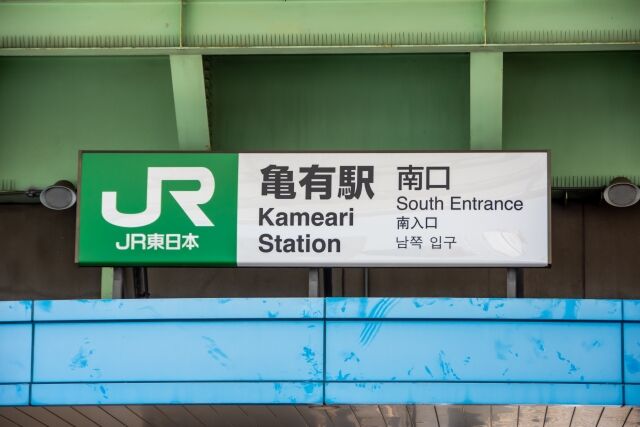 JR
JR東日本
亀有駅
Kameari
Station
南口
South Entrance
南入口
남쪽 입구